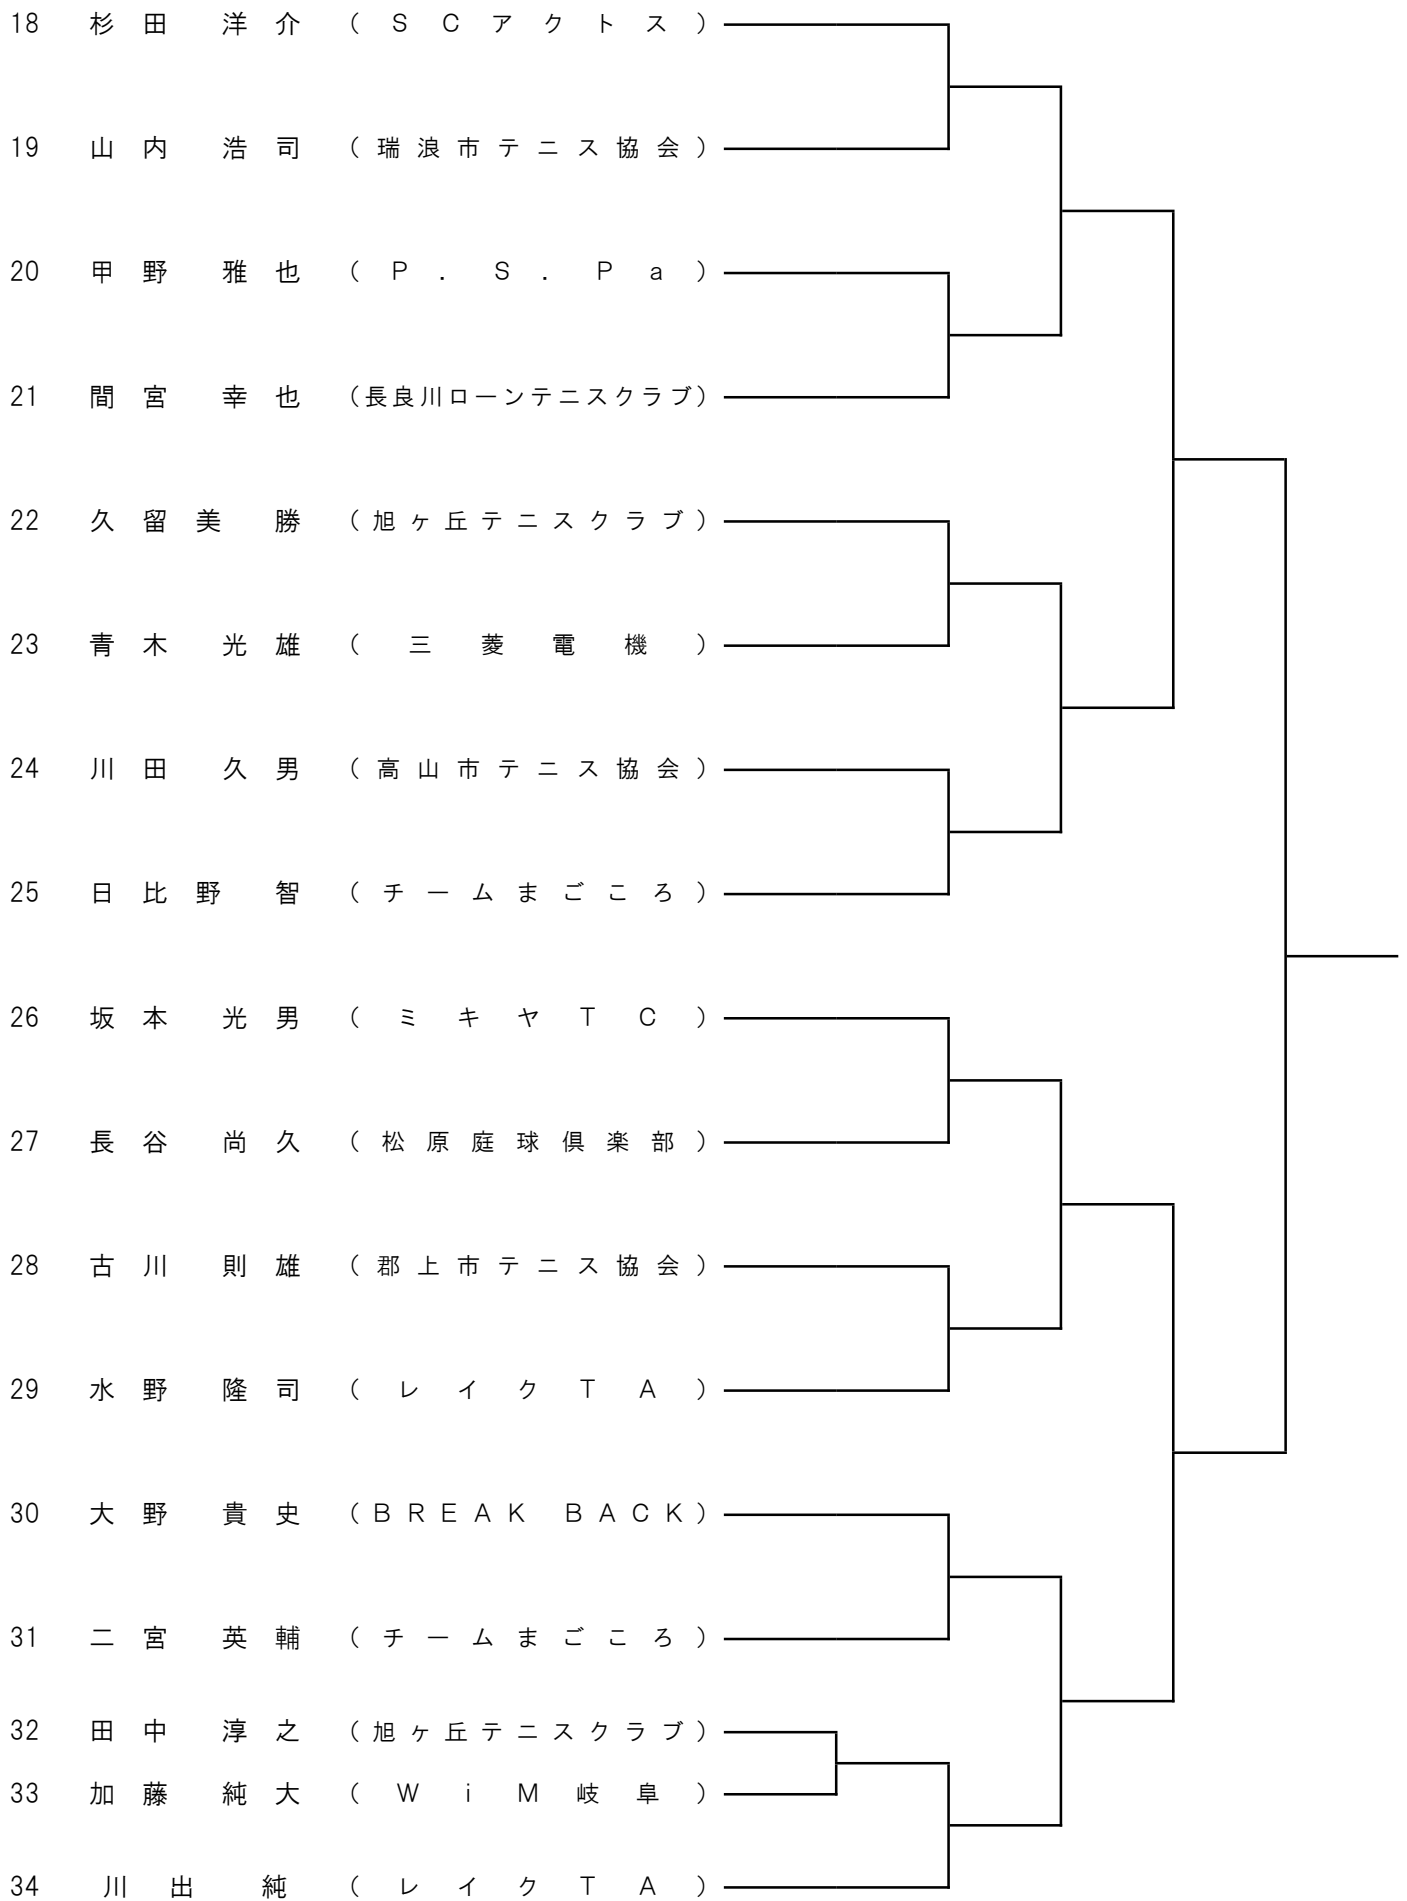 18 杉田 洋介 (SCアクトス)
19 山内 浩司 (瑞浪市テニス協会)
20 甲野 雅也 (P.S.Pa)
21 間宮 幸也 (長良川ローンテニスクラブ)
22 久留美 勝 (旭ヶ丘テニスクラブ)
23 青木 光雄 (三菱電機)
24 川田 久男 (高山市テニス協会)
25 日比野 智 (チームまごころ)
26 坂本 光男 (ミキヤTC)
27 長谷 尚久 (松原庭球倶楽部)
28 古川 則雄 (郡上市テニス協会)
29 水野 隆司 (レイクTA)
30 大野 貴史 (BREAK BACK)
31 二宮 英輔 (チームまごころ)
32 田中 淳之 (旭ヶ丘テニスクラブ)
33 加藤 純大 (WiM岐阜)
34 川出 純 (レイクTA)